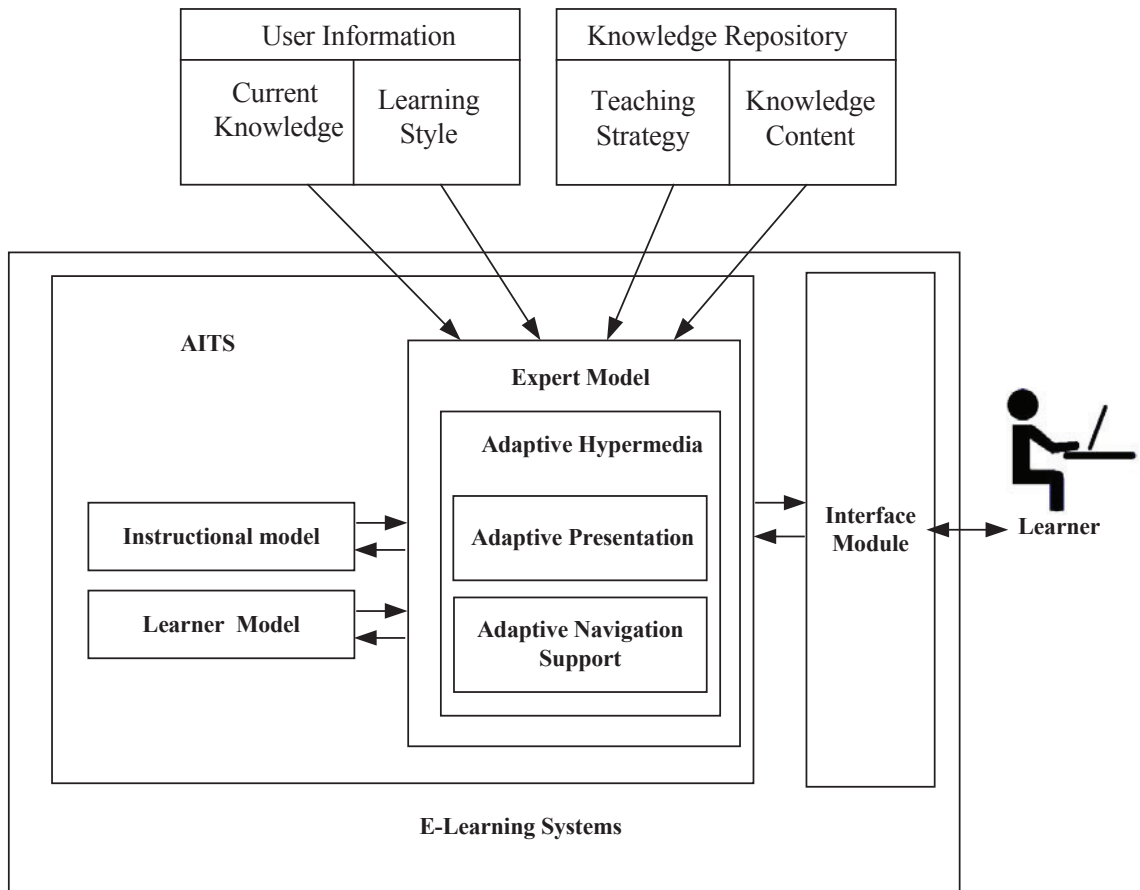 User Information
Current
Knowledge
Learning
Style
Knowledge Repository
Teaching
Strategy
Knowledge
Content
AITS
Expert Model
Adaptive Hypermedia
Adaptive Presentation
Adaptive Navigation
Support
Instructional model
Learner Model
Interface
Module
Learner
E-Learning Systems